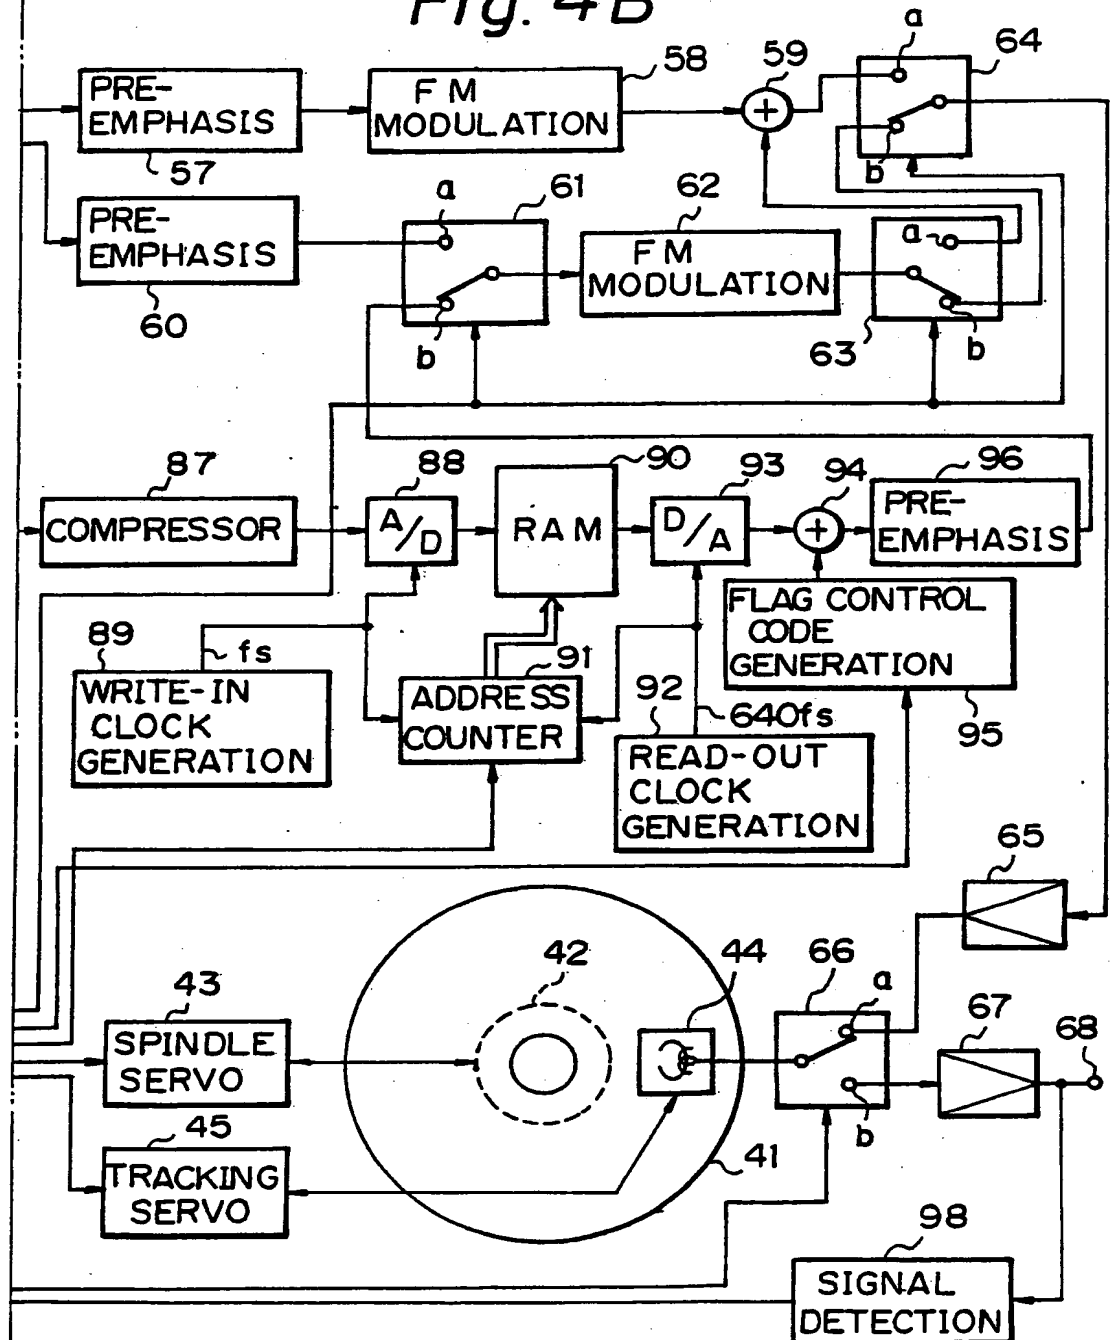 Fig. 4B
PRE-
EMPHASIS
57
FM
MODULATION
58
59
+
a
64
b
PRE-
EMPHASIS
60
a
61
b
62
FM
MODULATION
a
63
b
87
COMPRESSOR
88
A/D
90
RAM
93
D/A
94
+
96
PRE-
EMPHASIS
89
fs
WRITE-IN
CLOCK
GENERATION
91
ADDRESS
COUNTER
92
640fs
READ-OUT
CLOCK
GENERATION
FLAG CONTROL
CODE
GENERATION
95
65
43
SPINDLE
SERVO
42
44
66
a
b
67
68
45
TRACKING
SERVO
41
98
SIGNAL
DETECTION